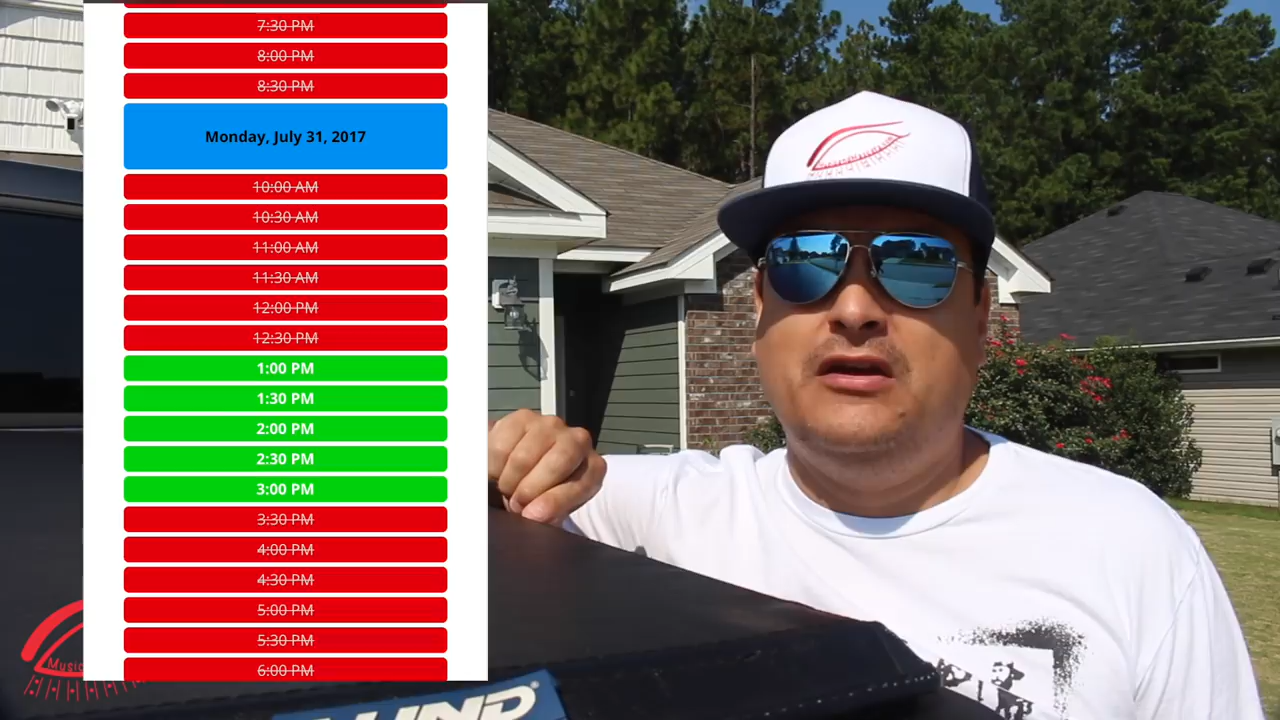 7:30 PM
8:00 PM
8:30 PM
Monday, July 31, 2017
10:00 AM
10:30 AM
11:00 AM
11:30 AM
12:00 PM
12:30 PM
1:00 PM
1:30 PM
2:00 PM
2:30 PM
3:00 PM
3:30 PM
4:00 PM
4:30 PM
5:00 PM
5:30 PM
6:00 PM
Music